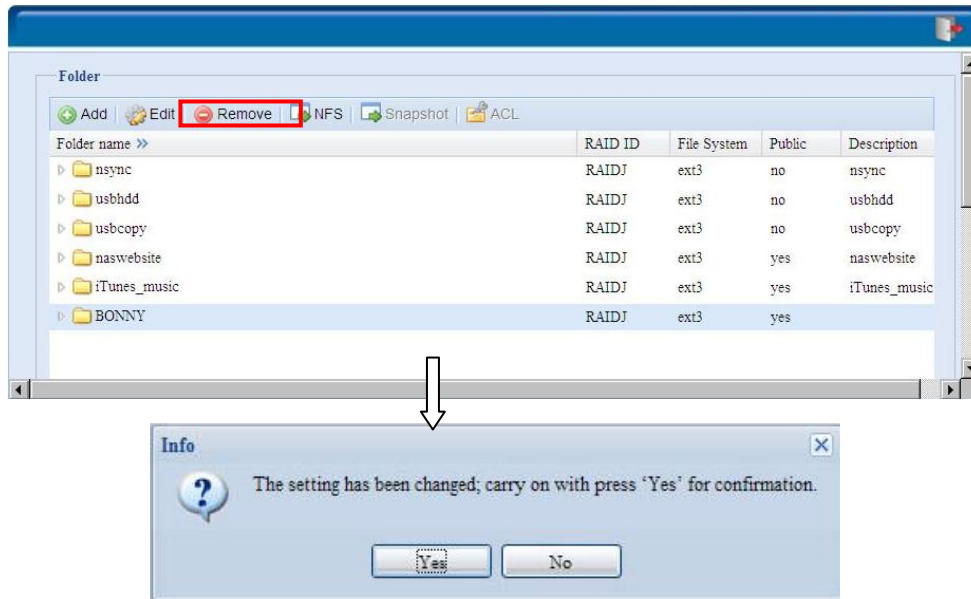 Folder
Add Edit Remove NFS Snapshot ACL
Folder name » RAID ID File System Public Description
nsync RAIDJ ext3 no nsync
usbhdd RAIDJ ext3 no usbhdd
usbcopy RAIDJ ext3 no usbcopy
naswebsite RAIDJ ext3 yes naswebsite
iTunes_music RAIDJ ext3 yes iTunes_music
BONNY RAIDJ ext3 yes
Info
The setting has been changed; carry on with press ‘Yes’ for confirmation.
Yes No